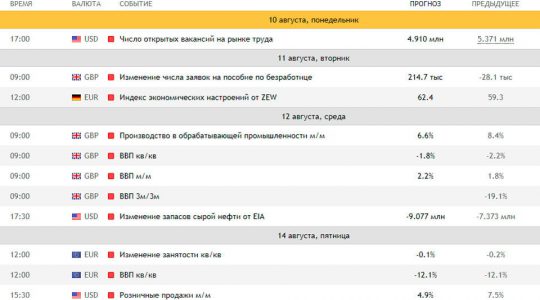 ВРЕМЯ ВАЛЮТА СОБЫТИЕ ПРОГНОЗ ПРЕДЫДУЩЕЕ
10 августа, понедельник
17:00 USD Число открытых вакансий на рынке труда 4.910 млн 5.371 млн
11 августа, вторник
09:00 GBP Изменение числа заявок на пособие по безработице 214.7 тыс -28.1 тыс
12:00 EUR Индекс экономических настроений от ZEW 62.4 59.3
12 августа, среда
09:00 GBP Производство в обрабатывающей промышленности м/м 6.6% 8.4%
09:00 GBP ВВП кв/кв -1.8% -2.2%
09:00 GBP ВВП м/м 2.2% 1.8%
09:00 GBP ВВП 3м/3м -19.1%
17:30 USD Изменение запасов сырой нефти от EIA -9.077 млн -7.373 млн
14 августа, пятница
12:00 EUR Изменение занятости кв/кв -0.1% -0.2%
12:00 EUR ВВП кв/кв -12.1% -12.1%
15:30 USD Розничные продажи м/м 4.9% 7.5%